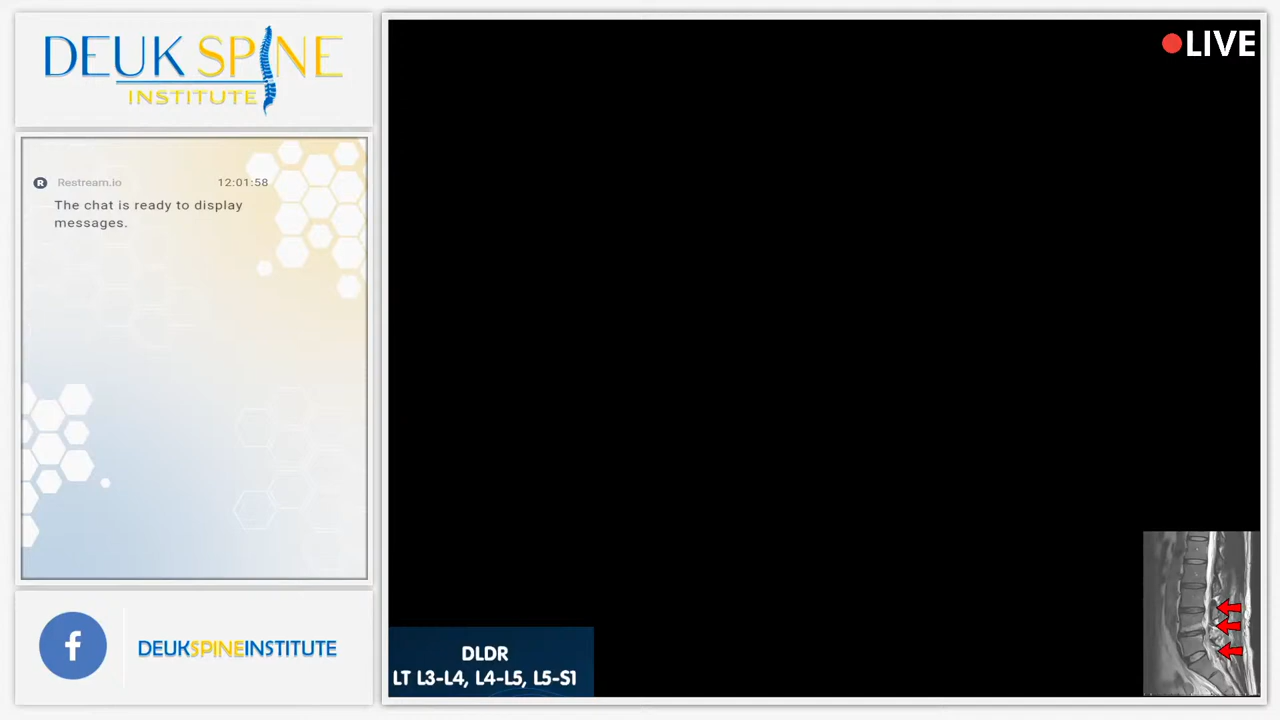 DEUK SPINE
INSTITUTE
LIVE
R Restream.io 12:01:58
The chat is ready to display
messages.
DLDR
LT L3-L4, L4-L5, L5-S1
f DEUKSPINEINSTITUTE